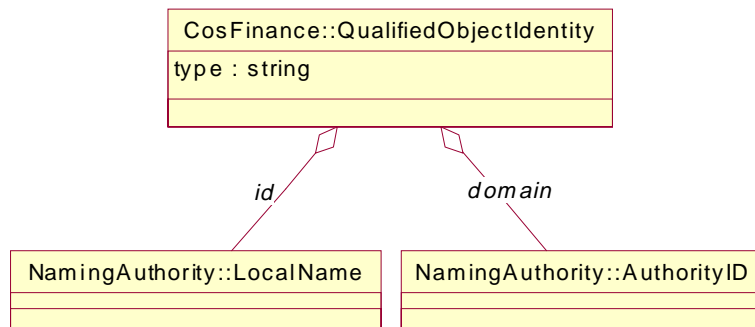 CosFinance::QualifiedObjectIdentity
type : string
id
domain
NamingAuthority::LocalName
NamingAuthority::AuthorityID